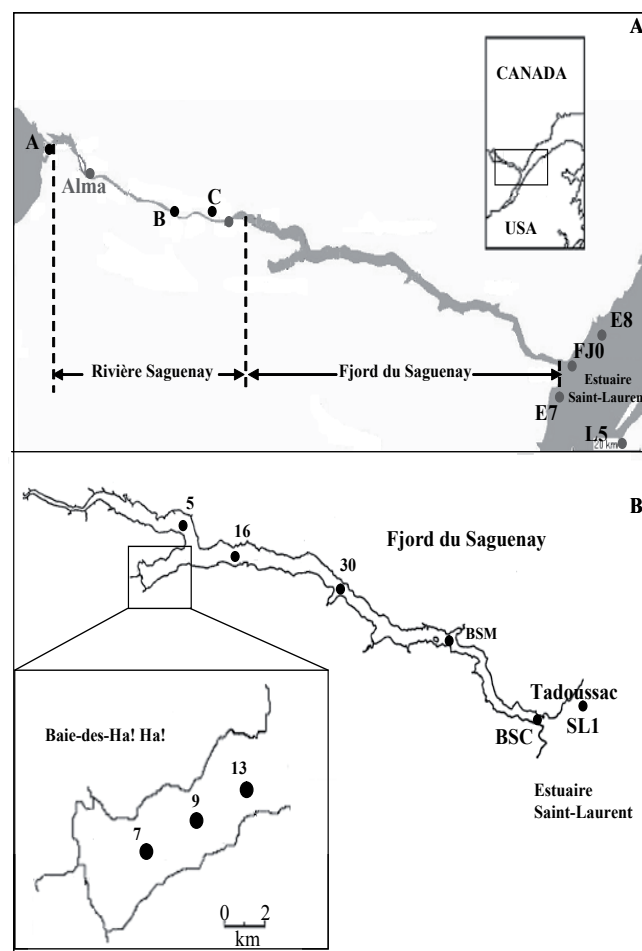 A
CANADA
USA
A
Alma
B
C
E8
FJ0
Rivière Saguenay
Fjord du Saguenay
Estuaire
Saint-Laurent
E7
L5
20 km
B
5
16
Fjord du Saguenay
30
BSM
Tadoussac
BSC
SL1
Estuaire
Saint-Laurent
Baie-des-Ha! Ha!
13
9
7
0 2
km